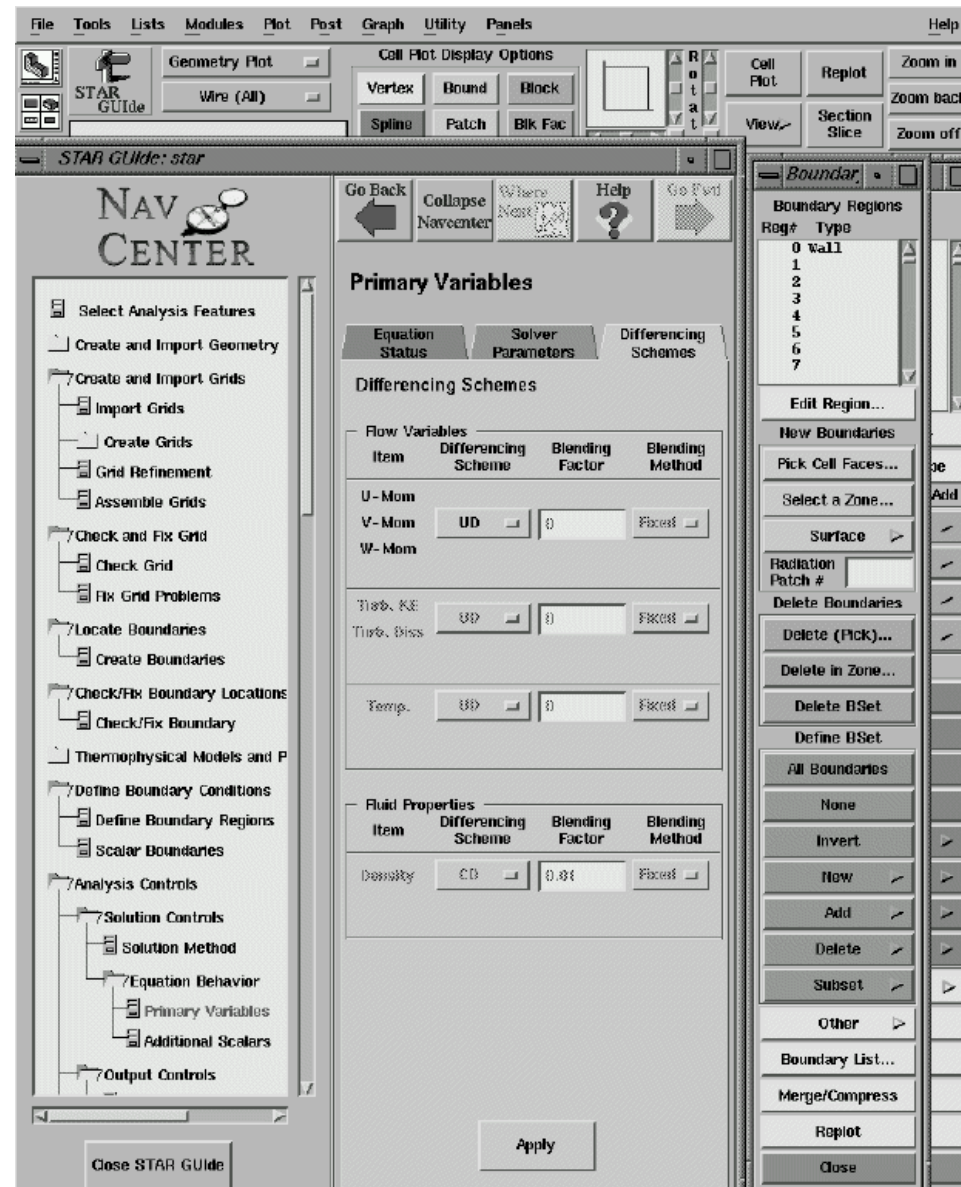 File Tools Lists Modules Plot Post Graph Utility Panels Help
STAR GUIde
Geometry Plot
Wire (All)
Cell Plot Display Options
Vertex Bound Block
Spline Patch Blk Fac
Rotat
Cell Plot
Replot
Zoom in
View
Section Slice
Zoom back
Zoom off
STAR GUIde: star
NAV CENTER
Select Analysis Features
Create and Import Geometry
Create and Import Grids
Import Grids
Create Grids
Grid Refinement
Assemble Grids
Check and Fix Grid
Check Grid
Fix Grid Problems
Locate Boundaries
Create Boundaries
Check/Fix Boundary Locations
Check/Fix Boundary
Thermophysical Models and P
Define Boundary Conditions
Define Boundary Regions
Scalar Boundaries
Analysis Controls
Solution Controls
Solution Method
Equation Behavior
Primary Variables
Additional Scalars
Output Controls
Close STAR GUIde
Go Back
Collapse Navcenter
Where Next
Help
Go Fwd
Primary Variables
Equation Status
Solver Parameters
Differencing Schemes
Differencing Schemes
Flow Variables
Item Differencing Scheme Blending Factor Blending Method
U-Mom
V-Mom UD 0 Fixed
W-Mom
Turb. KE
Turb. Diss UD 0 Fixed
Temp. UD 0 Fixed
Fluid Properties
Item Differencing Scheme Blending Factor Blending Method
Density CD Fixed
Apply
Boundar
Boundary Regions
Reg# Type
0 Wall
1
2
3
4
5
6
7
Edit Region...
New Boundaries
Pick Cell Faces...
Select a Zone...
Surface
Radiation Patch #
Delete Boundaries
Delete (Pick)...
Delete in Zone...
Delete BSet
Define BSet
All Boundaries
None
Invert
New
Add
Delete
Subset
Other
Boundary List...
Merge/Compress
Replot
Close
Add